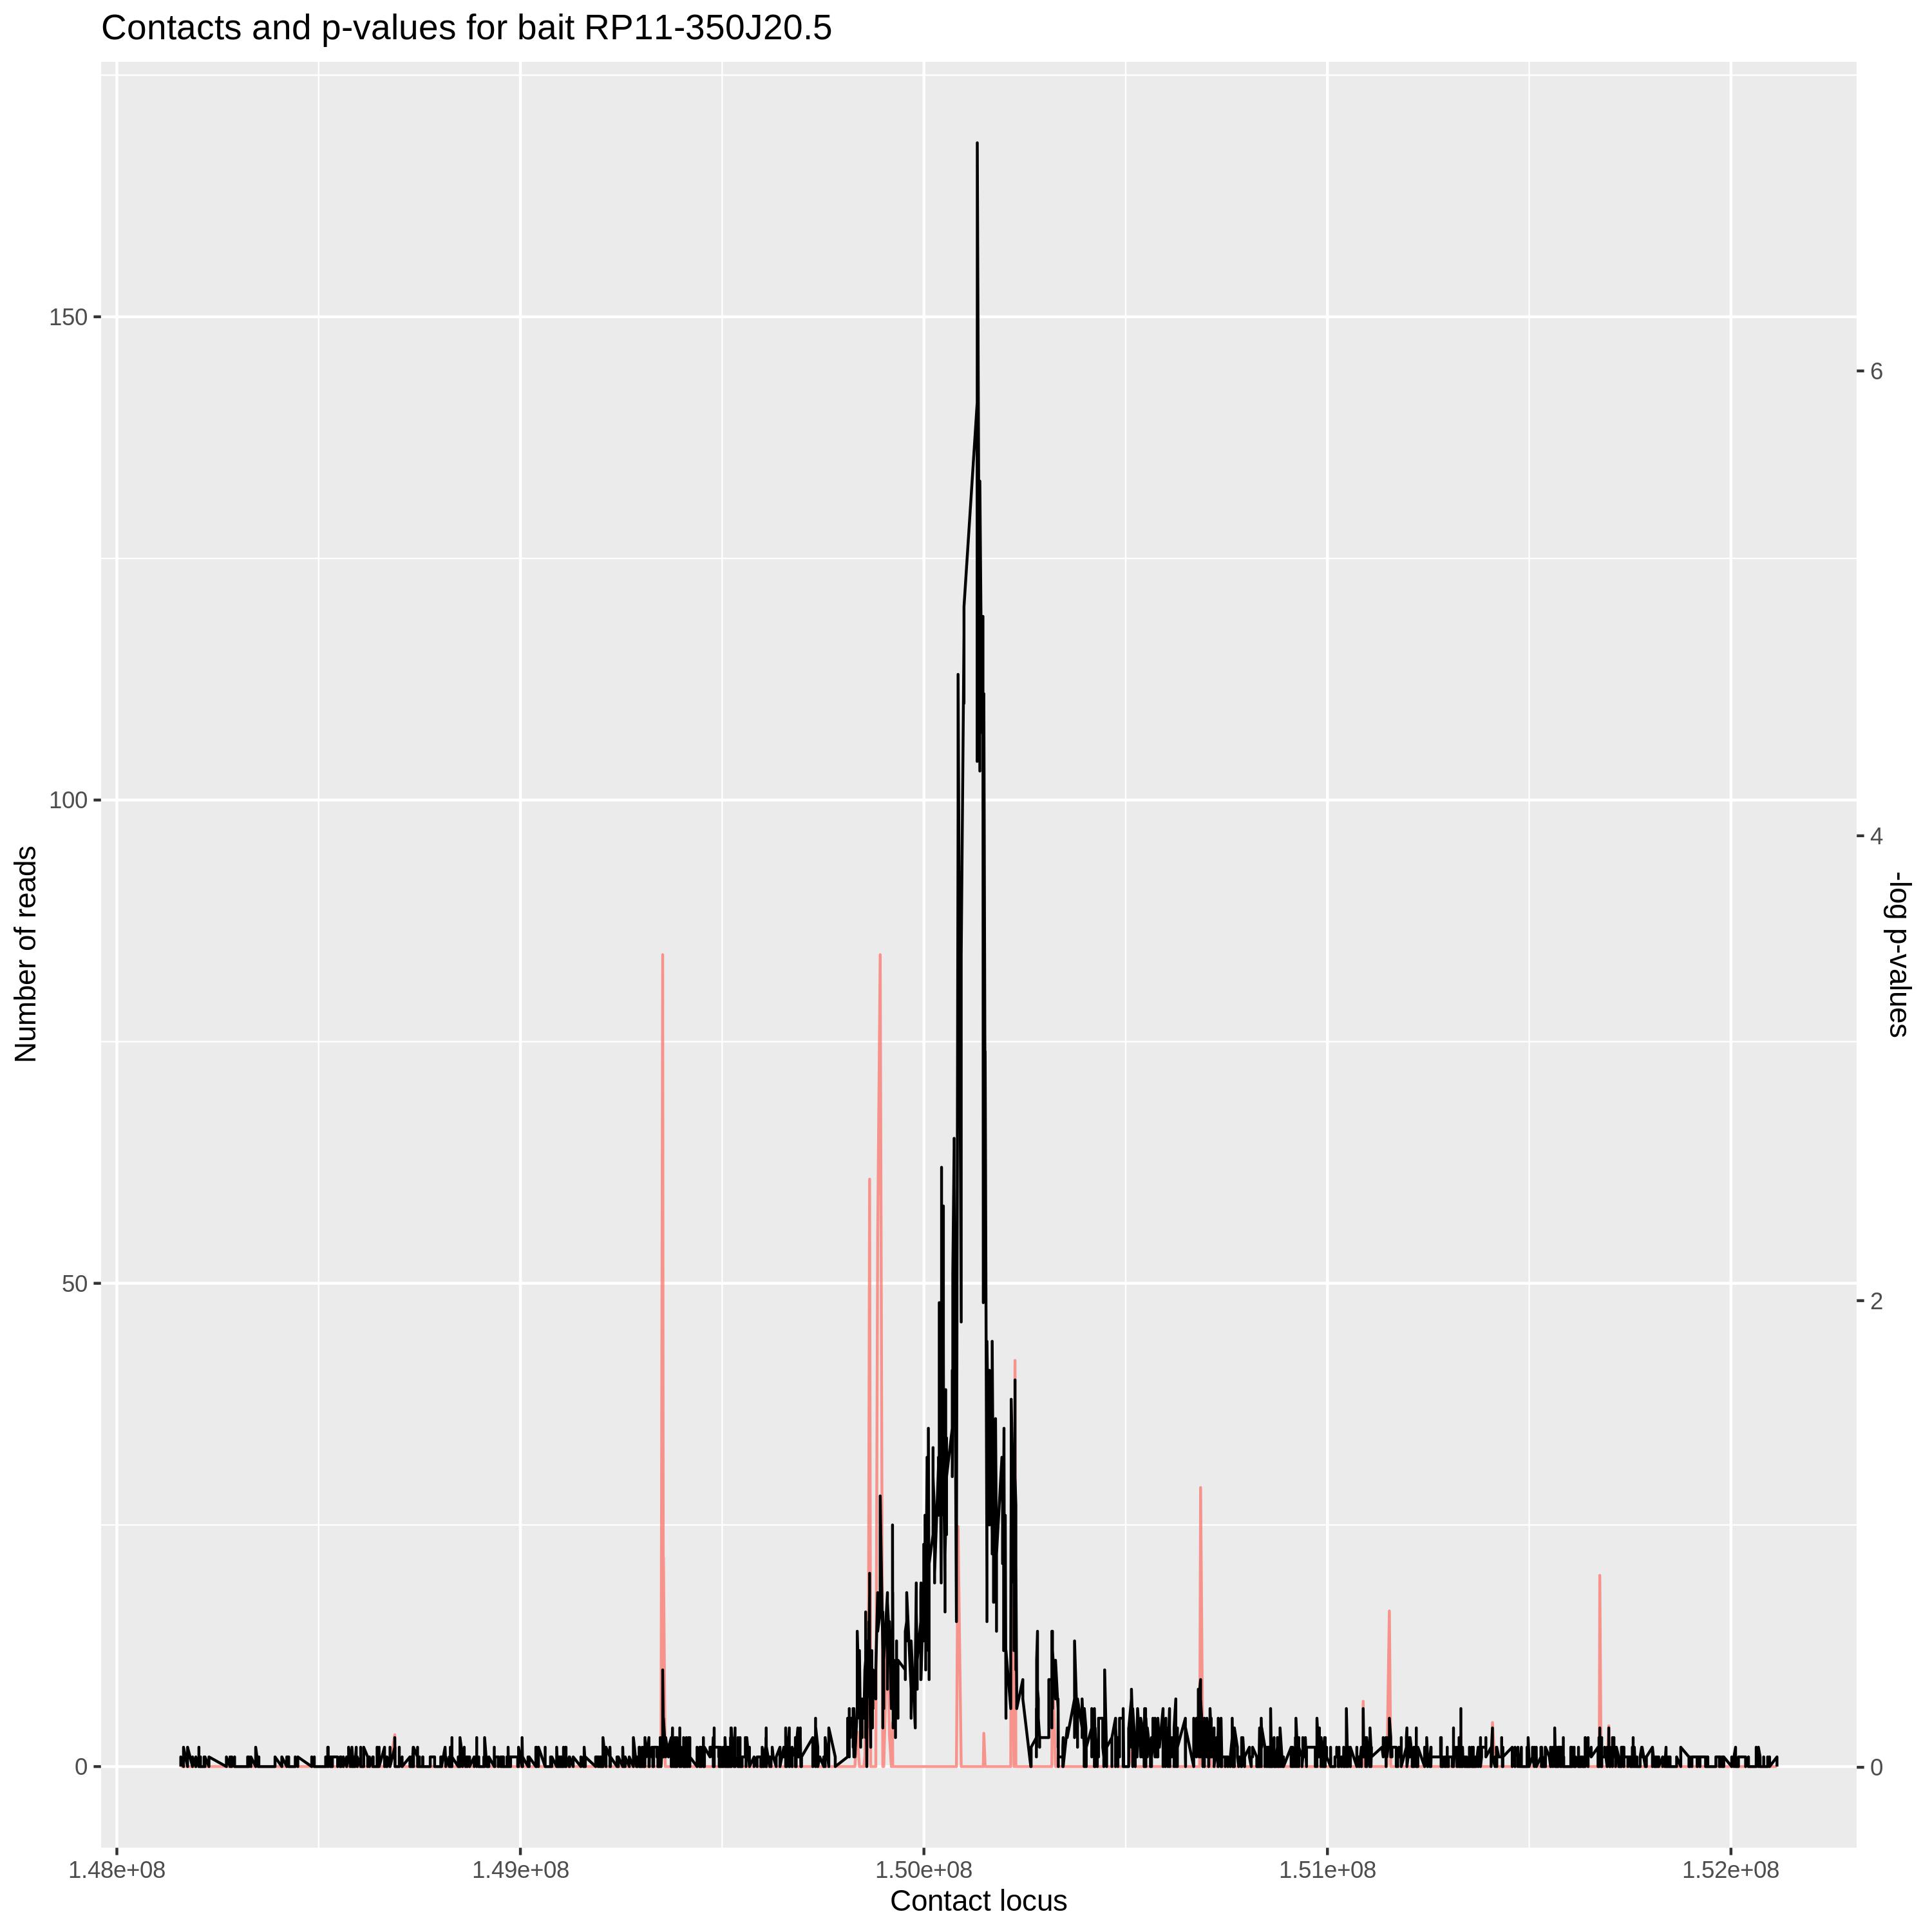 Contacts and p-values for bait RP11-350J20.5
150
100
50
0
Number of reads
6
4
2
0
-log p-values
1.48e+08
1.49e+08
1.50e+08
1.51e+08
1.52e+08
Contact locus